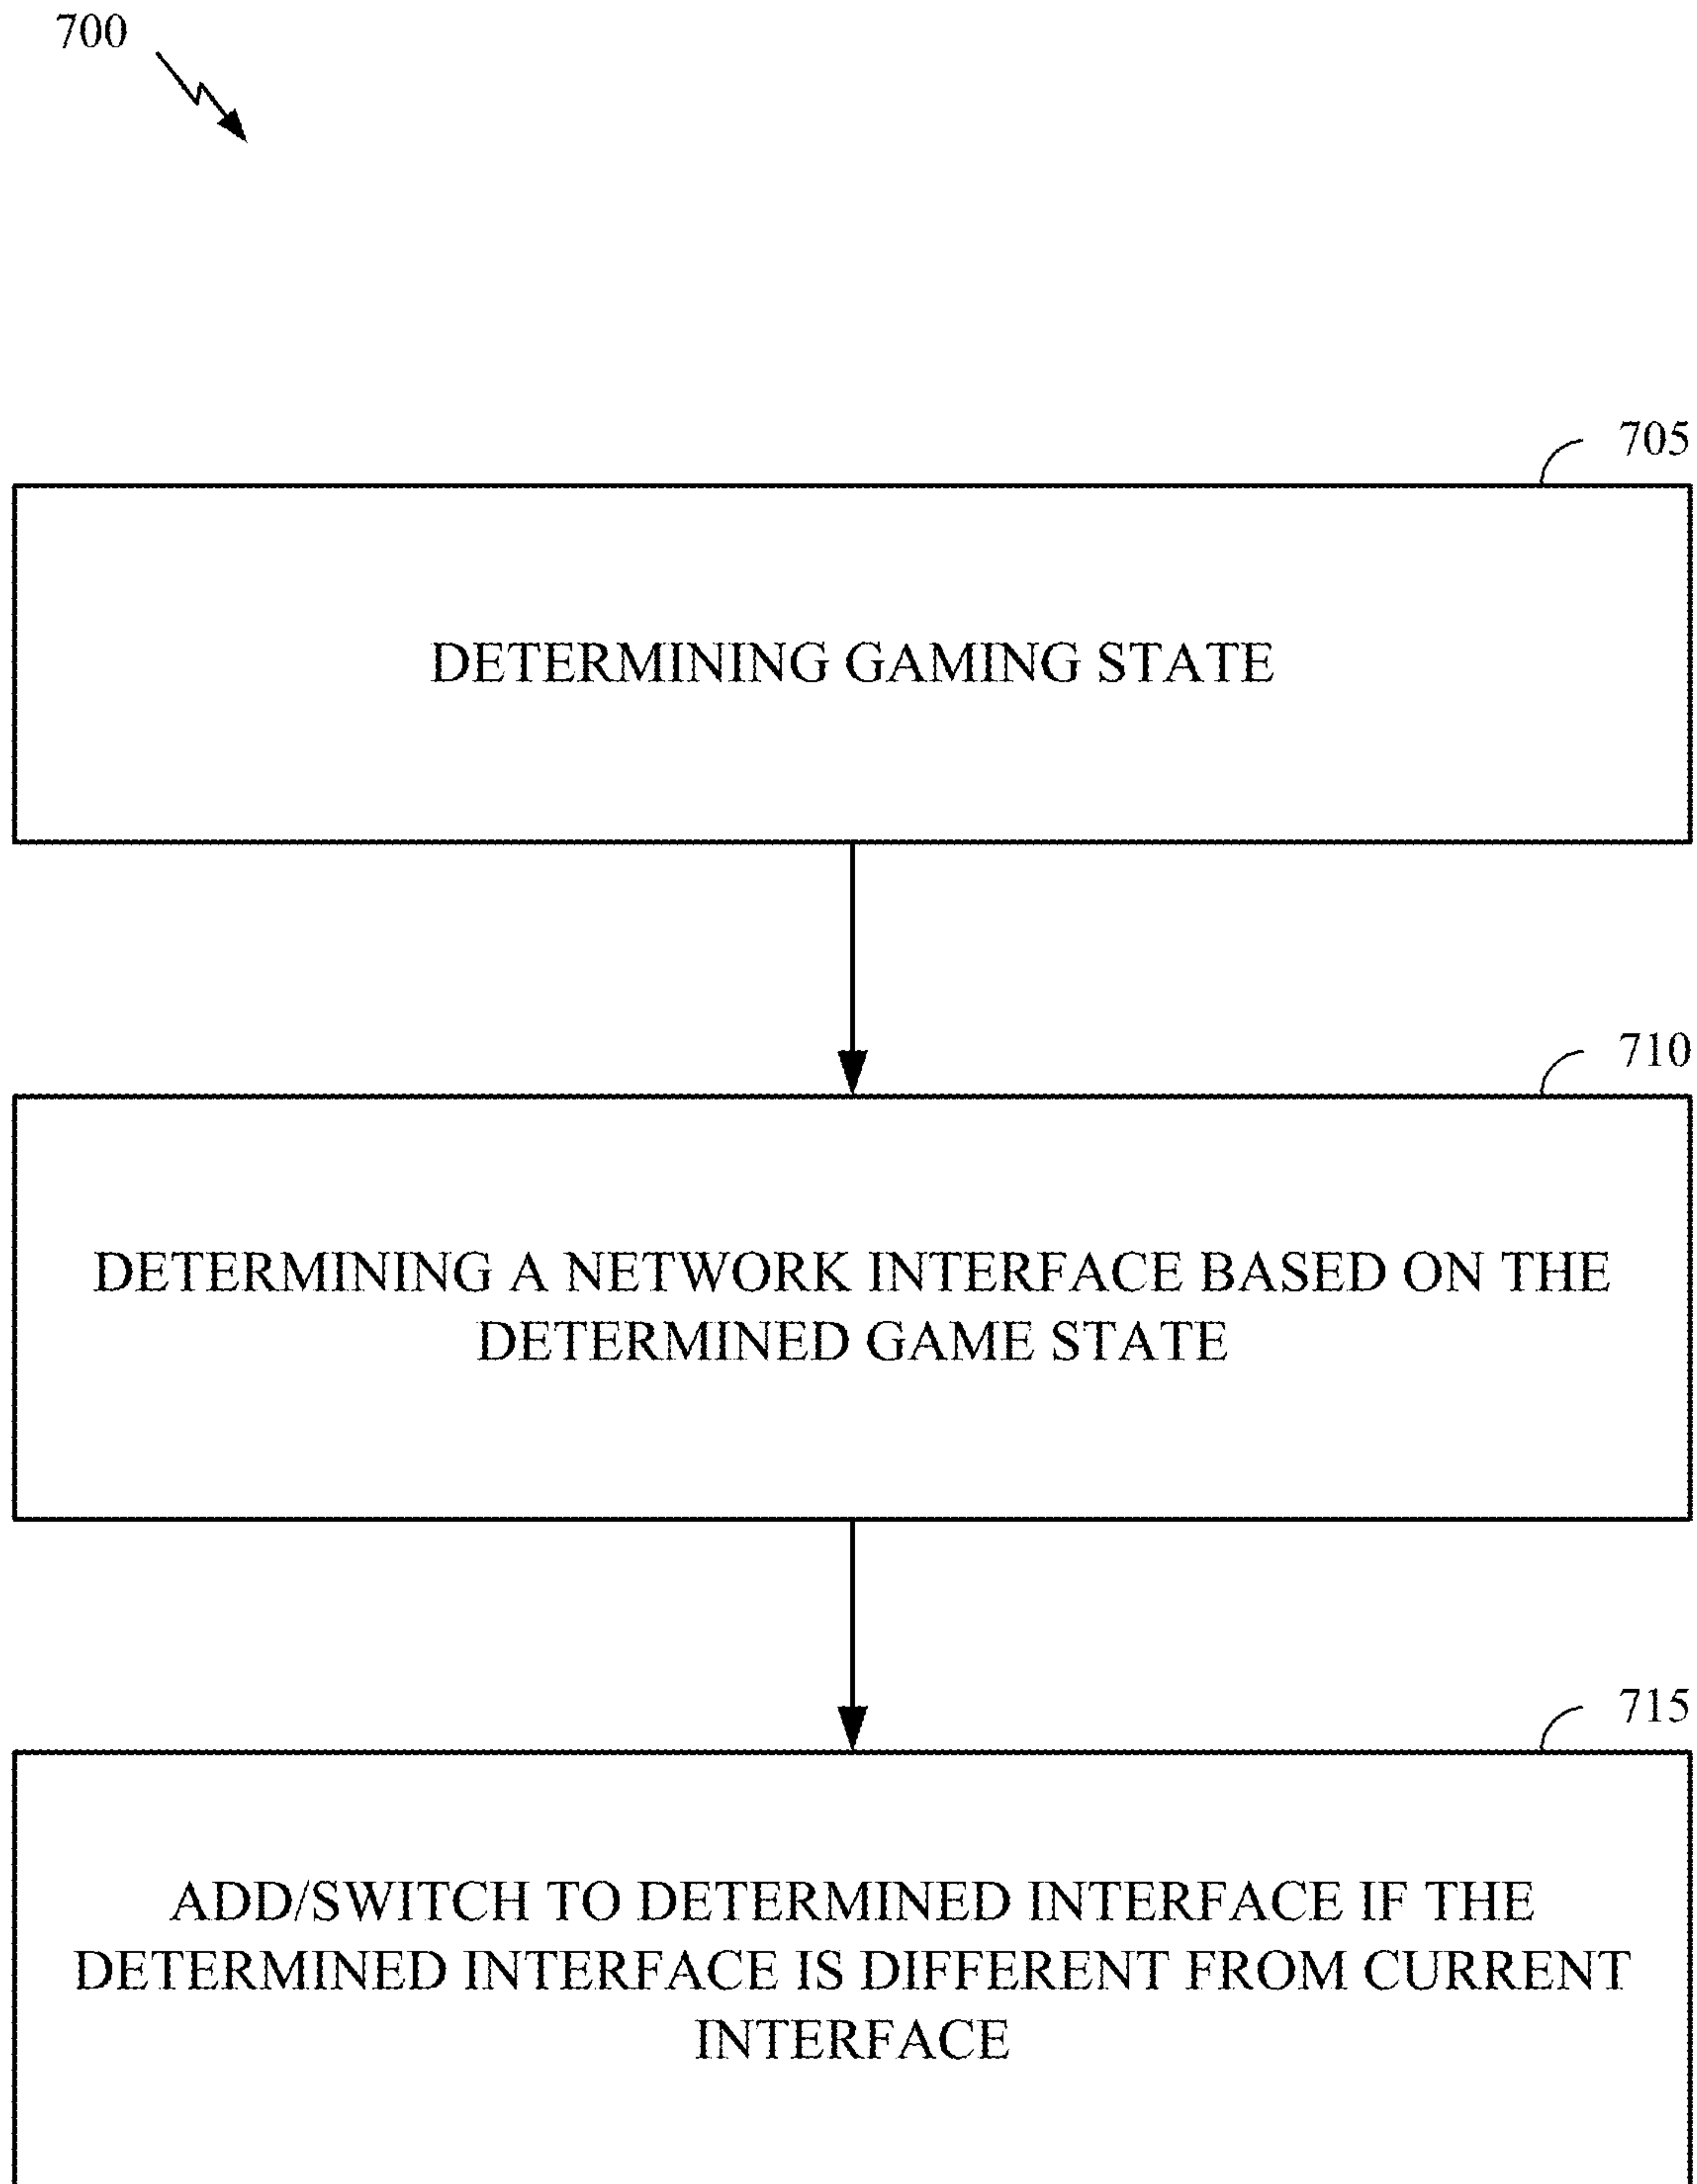 700
705
DETERMINING GAMING STATE
710
DETERMINING A NETWORK INTERFACE BASED ON THE
DETERMINED GAME STATE
715
ADD/SWITCH TO DETERMINED INTERFACE IF THE
DETERMINED INTERFACE IS DIFFERENT FROM CURRENT
INTERFACE